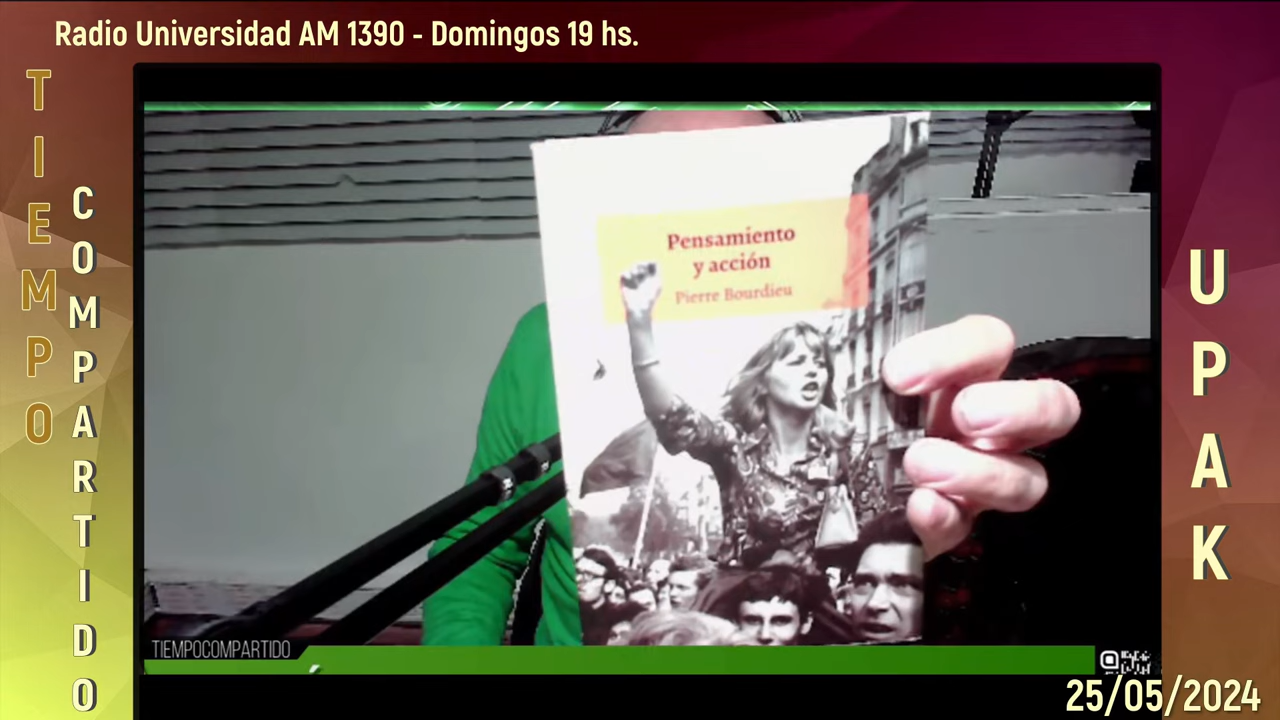 Radio Universidad AM 1390 - Domingos 19 hs.
TIEMPO
COMPARTIDO
Pensamiento
y acción
Pierre Bourdieu
UPAK
TIEMPOCOMPARTIDO
25/05/2024